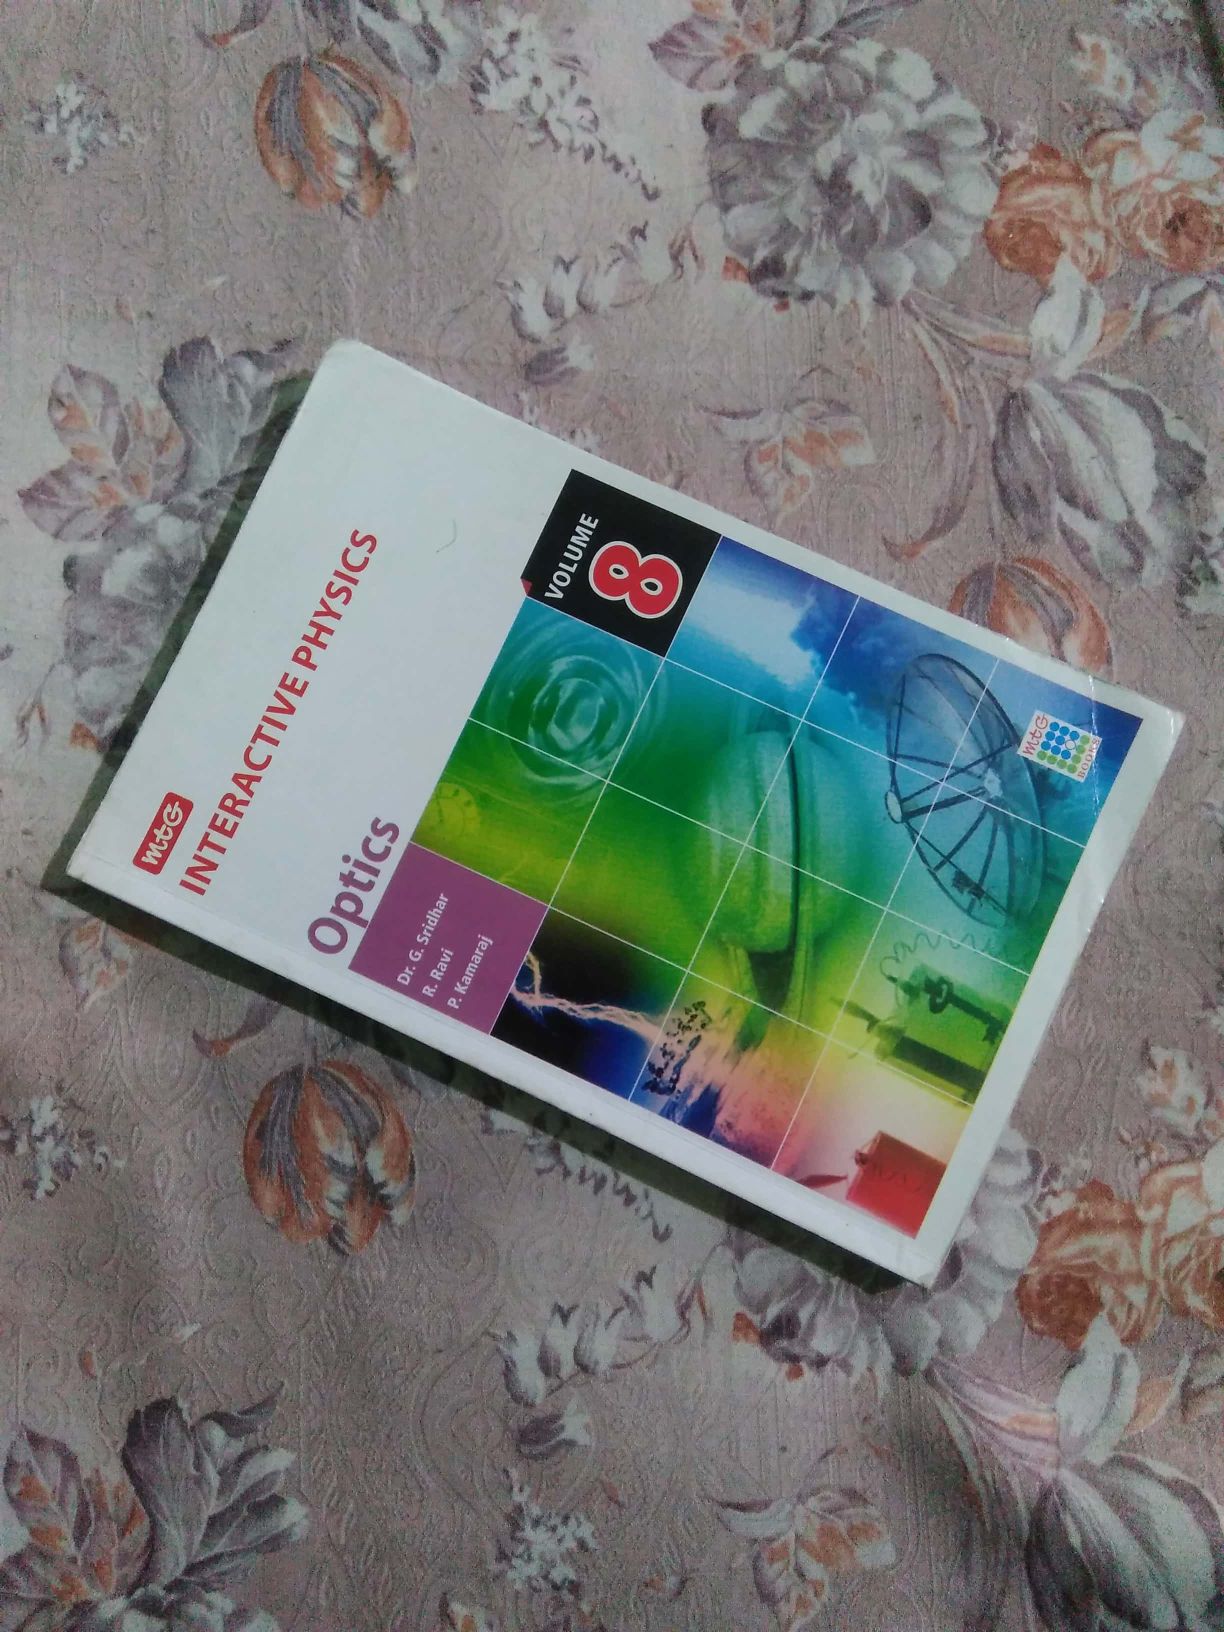 mtG
INTERACTIVE PHYSICS
Optics
VOLUME
8
Dr. G. Sridhar
R. Ravi
P. Kamaraj
mtG
BOOKS